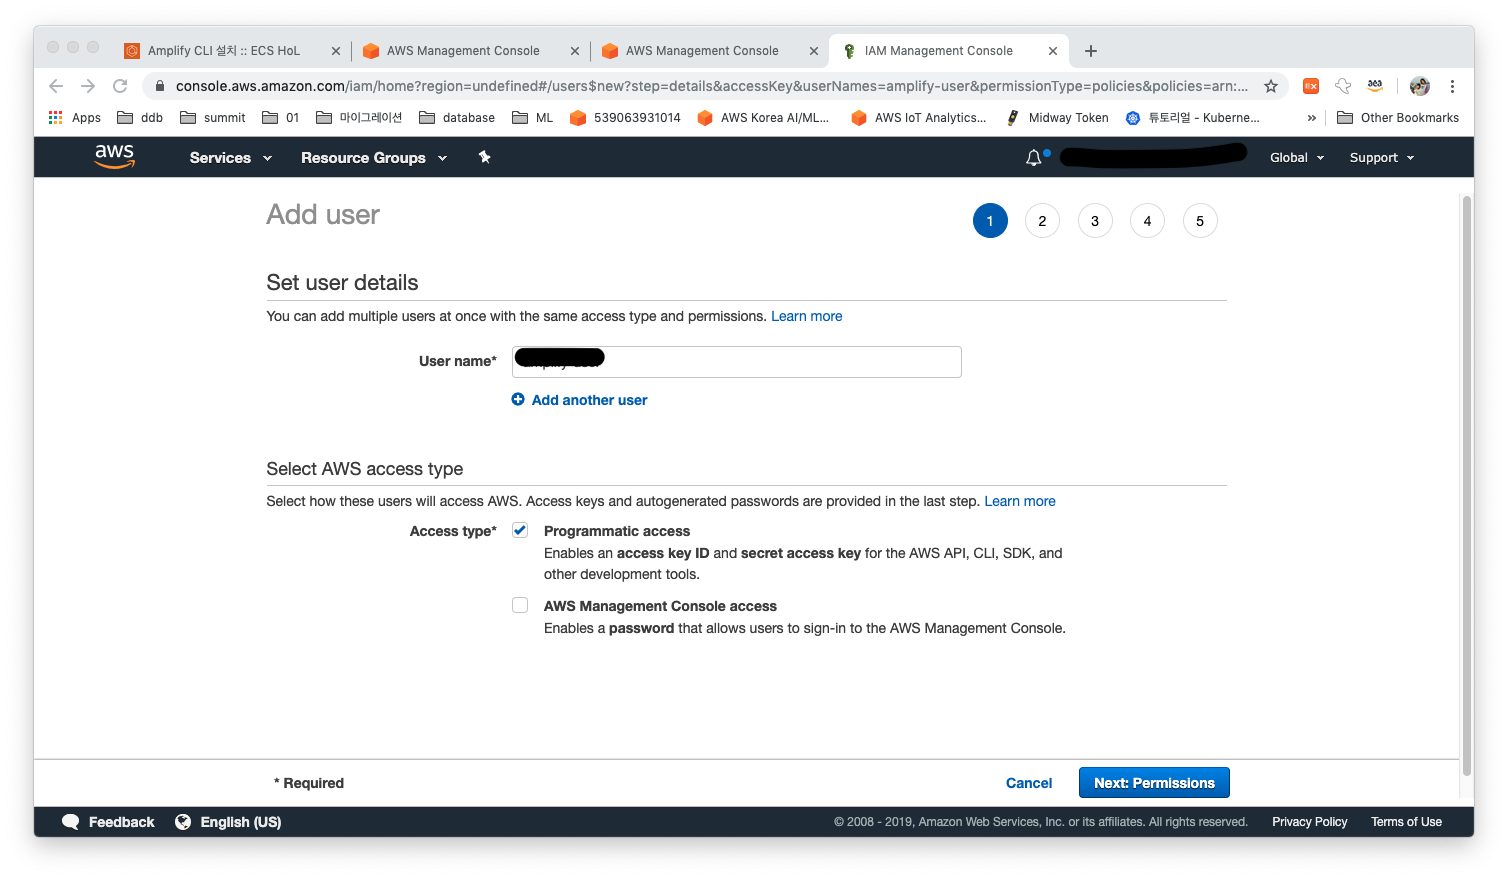 Amplify CLI 설치 :: ECS HoL
AWS Management Console
AWS Management Console
IAM Management Console
console.aws.amazon.com/iam/home?region=undefined#/users$new?step=details&accessKey&userNames=amplify-user&permissionType=policies&policies=arn:...
Apps ddb summit 01 마이그레이션 database ML 539063931014 AWS Korea AI/ML... AWS IoT Analytics... Midway Token 튜토리얼 - Kuberne... » Other Bookmarks
aws Services Resource Groups Global Support
Add user 1 2 3 4 5
Set user details
You can add multiple users at once with the same access type and permissions. Learn more
User name*
Add another user
Select AWS access type
Select how these users will access AWS. Access keys and autogenerated passwords are provided in the last step. Learn more
Access type* Programmatic access
Enables an access key ID and secret access key for the AWS API, CLI, SDK, and
other development tools.
AWS Management Console access
Enables a password that allows users to sign-in to the AWS Management Console.
* Required Cancel Next: Permissions
Feedback English (US) © 2008 - 2019, Amazon Web Services, Inc. or its affiliates. All rights reserved. Privacy Policy Terms of Use